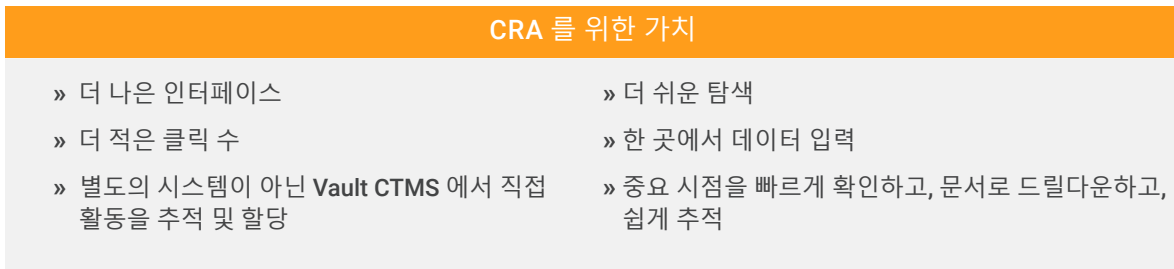 CRA 를 위한 가치
» 더 나은 인터페이스
» 더 적은 클릭 수
» 별도의 시스템이 아닌 Vault CTMS 에서 직접
활동을 추적 및 할당
» 더 쉬운 탐색
» 한 곳에서 데이터 입력
» 중요 시점을 빠르게 확인하고, 문서로 드릴다운하고,
쉽게 추적